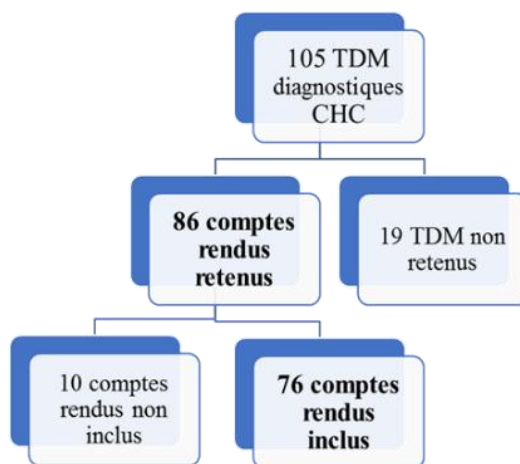 105 TDM
diagnostiques
CHC
86 comptes
rendus
retenus
19 TDM non
retenus
10 comptes
rendus non
inclus
76 comptes
rendus
inclus